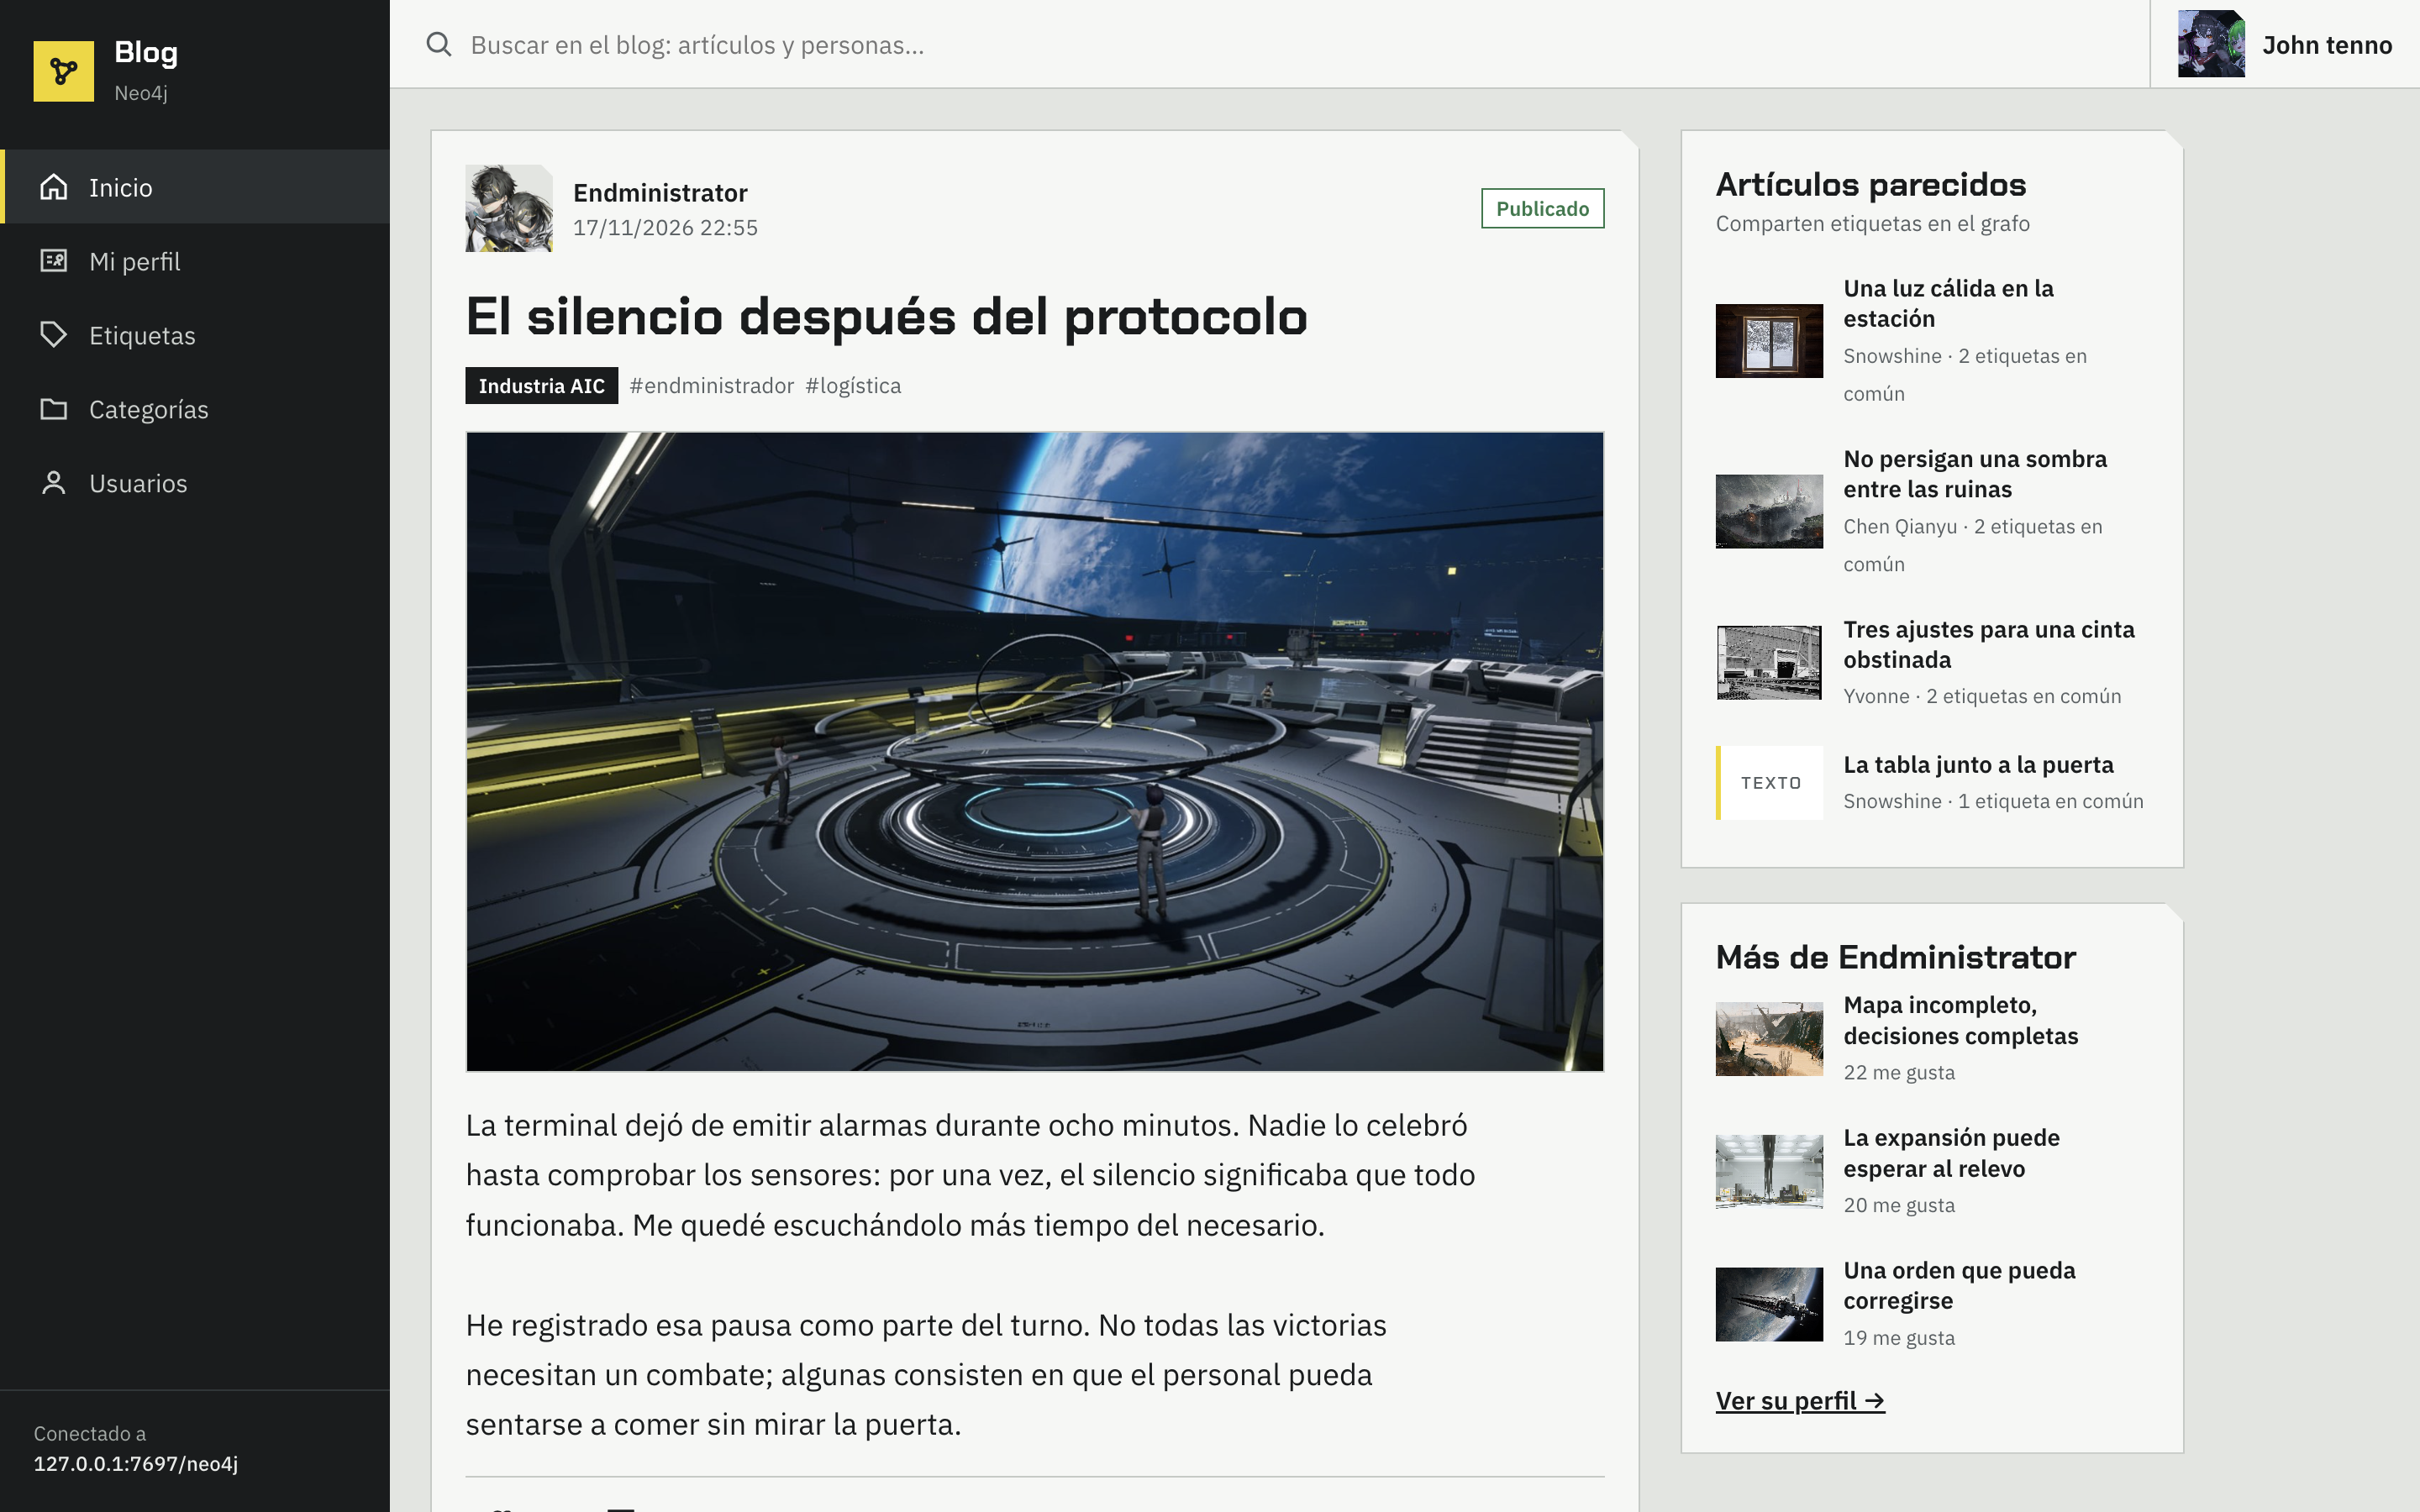 Blog
Neo4j
Inicio
Mi perfil
Etiquetas
Categorías
Usuarios
Conectado a
127.0.0.1:7697/neo4j
Buscar en el blog: artículos y personas...
John tenno
Endministrator
17/11/2026 22:55
Publicado
El silencio después del protocolo
Industria AIC #endministrador #logística
La terminal dejó de emitir alarmas durante ocho minutos. Nadie lo celebró
hasta comprobar los sensores: por una vez, el silencio significaba que todo
funcionaba. Me quedé escuchándolo más tiempo del necesario.
He registrado esa pausa como parte del turno. No todas las victorias
necesitan un combate; algunas consisten en que el personal pueda
sentarse a comer sin mirar la puerta.
Artículos parecidos
Comparten etiquetas en el grafo
Una luz cálida en la
estación
Snowshine · 2 etiquetas en
común
No persigan una sombra
entre las ruinas
Chen Qianyu · 2 etiquetas en
común
Tres ajustes para una cinta
obstinada
Yvonne · 2 etiquetas en común
TEXTO
La tabla junto a la puerta
Snowshine · 1 etiqueta en común
Más de Endministrator
Mapa incompleto,
decisiones completas
22 me gusta
La expansión puede
esperar al relevo
20 me gusta
Una orden que pueda
corregirse
19 me gusta
Ver su perfil →